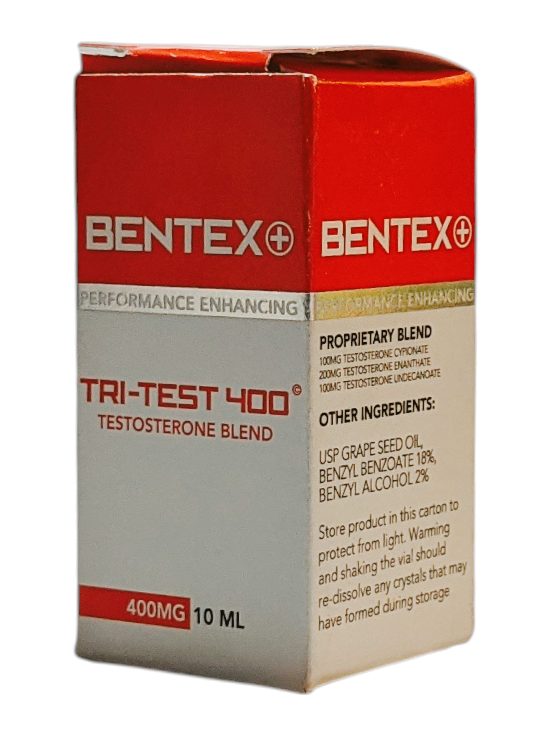 BENTEX
PERFORMANCE ENHANCING
TRI-TEST 400©
TESTOSTERONE BLEND
400MG 10 ML
BENTEX
PERFORMANCE ENHANCING
PROPRIETARY BLEND
100MG TESTOSTERONE CYPIONATE
200MG TESTOSTERONE ENANTHATE
100MG TESTOSTERONE UNDECANOATE
OTHER INGREDIENTS:
USP GRAPE SEED OIL,
BENZYL BENZOATE 18%,
BENZYL ALCOHOL 2%
Store product in this carton to
protect from light. Warming
and shaking the vial should
re-dissolve any crystals that may
have formed during storage